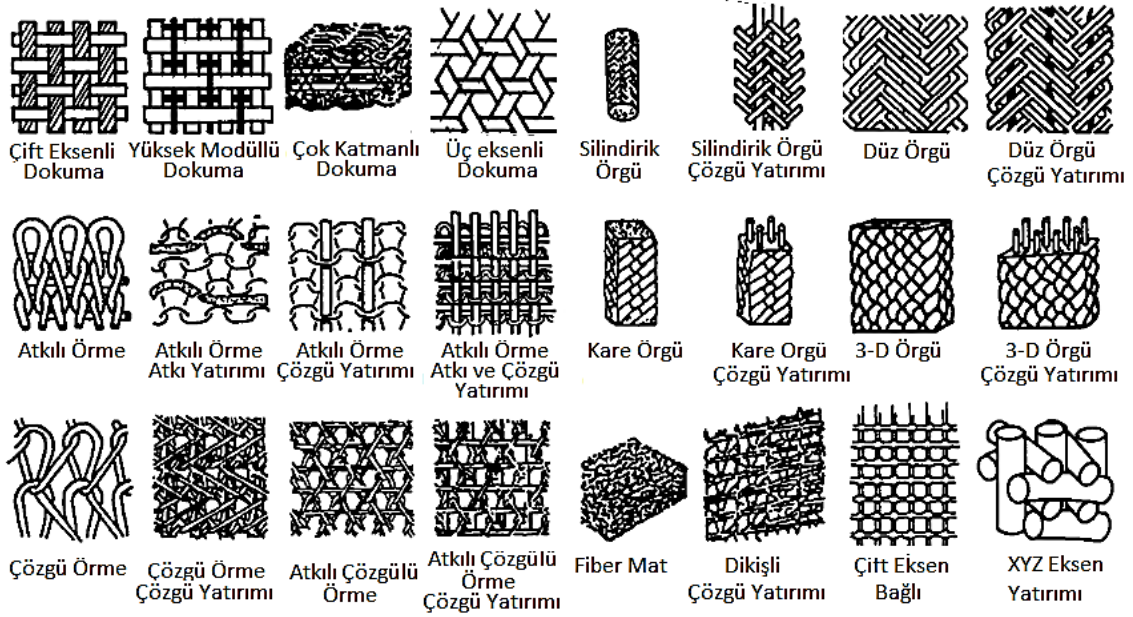 Çift Eksenli
Dokuma
Yüksek Modüllü
Dokuma
Çok Katmanlı
Dokuma
Üç eksenli
Dokuma
Silindirik
Örgü
Silindirik Örgü
Çözgü Yatırımı
Düz Örgü
Düz Örgü
Çözgü Yatırımı
Atkılı Örme
Atkılı Örme
Atkı Yatırımı
Atkılı Örme
Çözgü Yatırımı
Atkılı Örme
Atkı ve Çözgü
Yatırımı
Kare Örgü
Kare Orgü
Çözgü Yatırımı
3-D Örgü
3-D Örgü
Çözgü Yatırımı
Çözgü Örme
Çözgü Örme
Çözgü Yatırımı
Atkılı Çözgülü
Örme
Atkılı Çözgülü
Örme
Çözgü Yatırımı
Fiber Mat
Dikişli
Çözgü Yatırımı
Çift Eksen
Bağlı
XYZ Eksen
Yatırımı